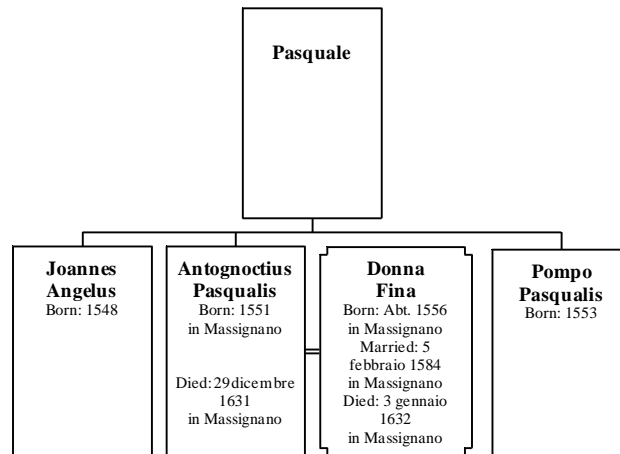 Pasquale
Joannes
Angelus
Born: 1548
Antognoctius
Pasqualis
Born: 1551
in Massignano
Died: 29 dicembre
1631
in Massignano
Donna
Fina
Born: Abt. 1556
in Massignano
Married: 5
febbraio 1584
in Massignano
Died: 3 gennaio
1632
in Massignano
Pompo
Pasqualis
Born: 1553